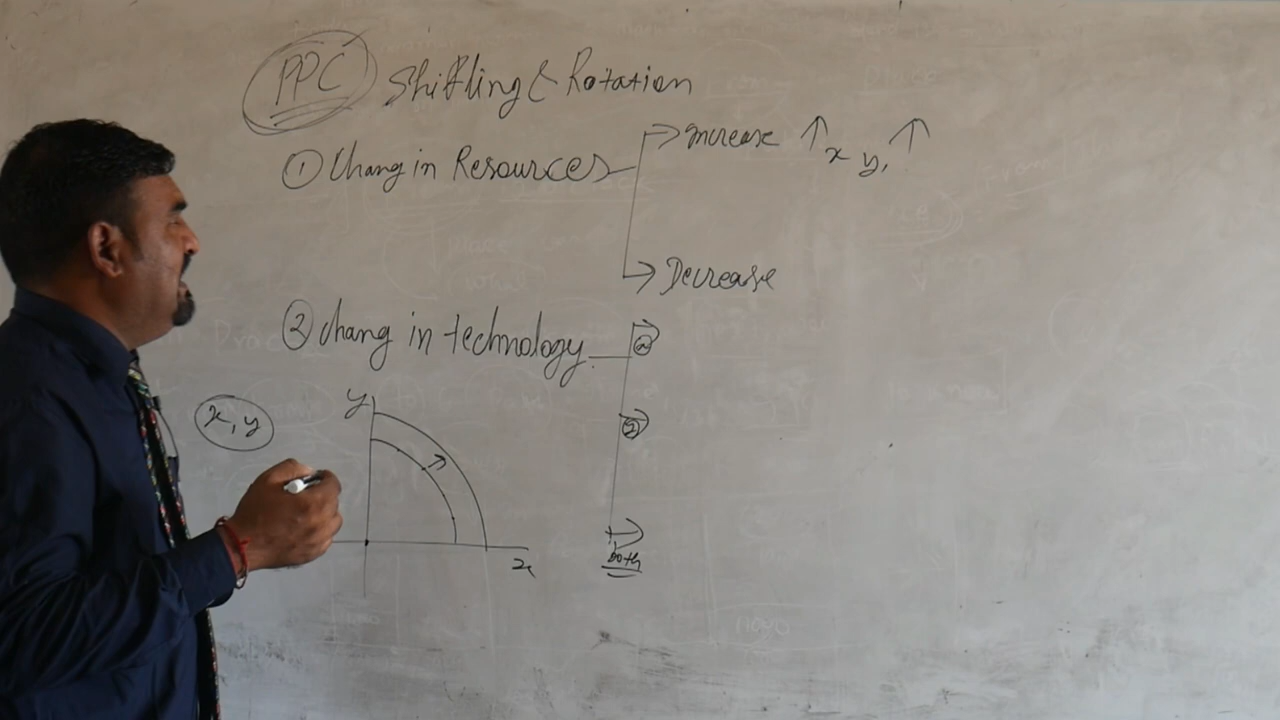 PPC Shifting & Rotation
① Chang in Resources → Increase ↑ x y, ↑
→ Decrease
② Chang in technology
x, y
y
x
both